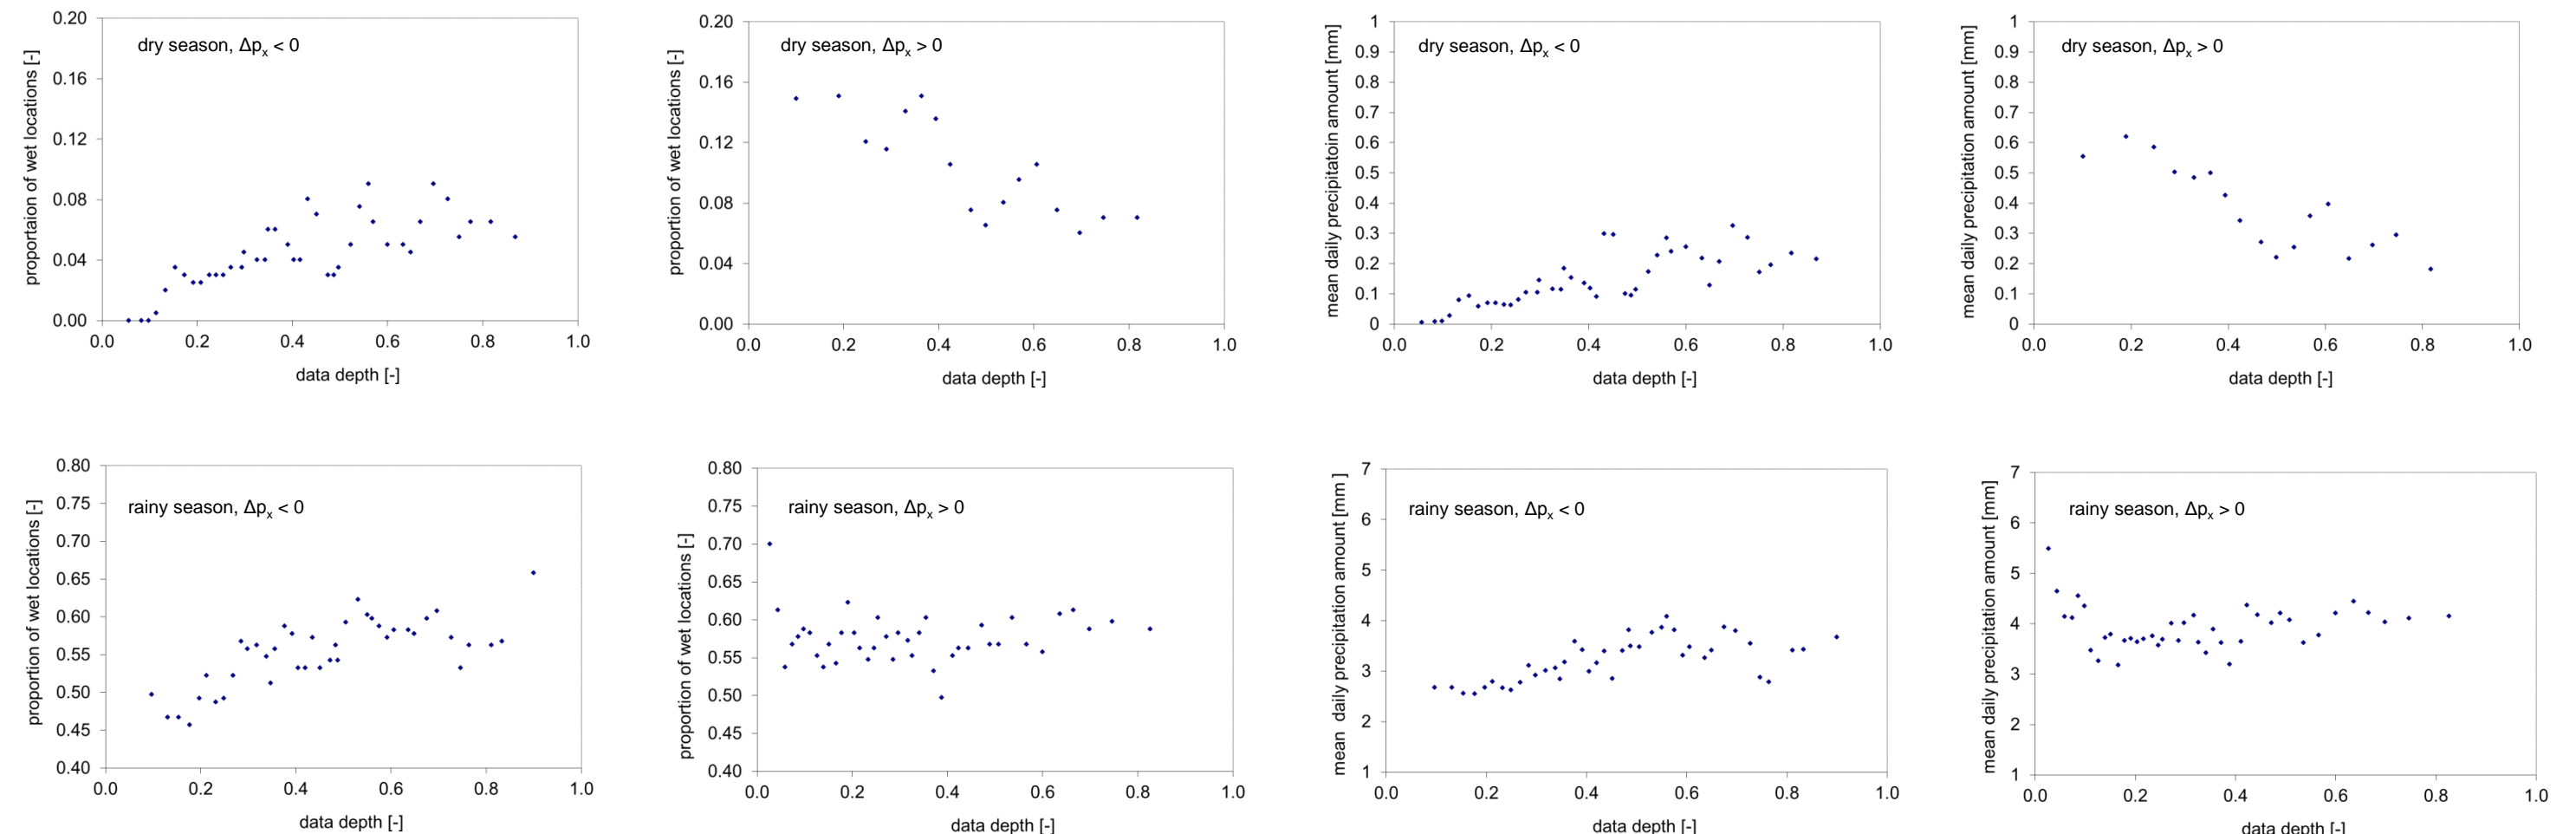 0.20
0.16
0.12
0.08
0.04
0.00
0.0 0.2 0.4 0.6 0.8 1.0
proportaion of wet locations [-]
dry season, Δpx < 0
data depth [-]
0.20
0.16
0.12
0.08
0.04
0.00
0.0 0.2 0.4 0.6 0.8 1.0
proportion of wet locations [-]
dry season, Δpx > 0
data depth [-]
1
0.9
0.8
0.7
0.6
0.5
0.4
0.3
0.2
0.1
0
0.0 0.2 0.4 0.6 0.8 1.0
mean daily precipitatoin amount [mm]
dry season, Δpx < 0
data depth [-]
1
0.9
0.8
0.7
0.6
0.5
0.4
0.3
0.2
0.1
0
0.0 0.2 0.4 0.6 0.8 1.0
mean daily precipitation amount [mm]
dry season, Δpx > 0
data depth [-]
0.80
0.75
0.70
0.65
0.60
0.55
0.50
0.45
0.40
0.0 0.2 0.4 0.6 0.8 1.0
proportion of wet locations [-]
rainy season, Δpx < 0
data depth [-]
0.80
0.75
0.70
0.65
0.60
0.55
0.50
0.45
0.40
0.0 0.2 0.4 0.6 0.8 1.0
proportion of wet locations [-]
rainy season, Δpx > 0
data depth [-]
7
6
5
4
3
2
1
0.0 0.2 0.4 0.6 0.8 1.0
mean daily precipitation amount [mm ]
rainy season, Δpx < 0
data depth [-]
7
6
5
4
3
2
1
0.0 0.2 0.4 0.6 0.8 1.0
mean daily precipitation amount [mm]
rainy season, Δpx > 0
data depth [-]